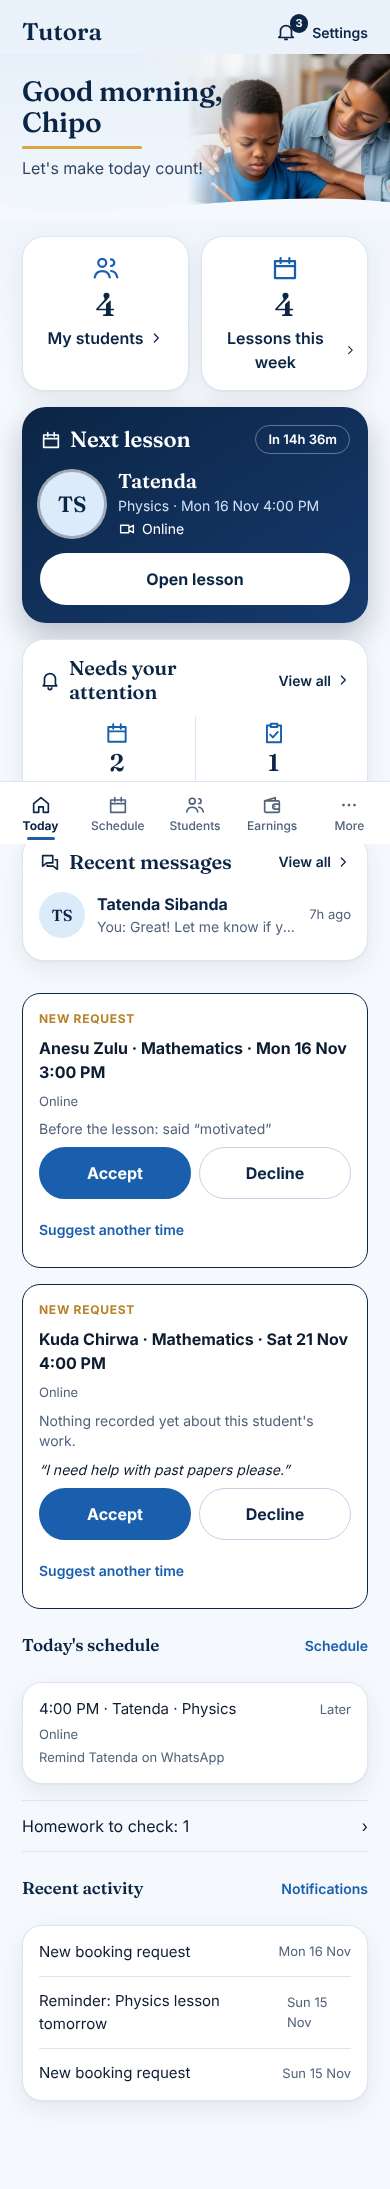 Tutora
3
Settings
Good morning,
Chipo
Let's make today count!
4
My students
4
Lessons this
week
Next lesson
In 14h 36m
TS
Tatenda
Physics · Mon 16 Nov 4:00 PM
Online
Open lesson
Needs your
attention
View all
2
1
Today
Schedule
Students
Earnings
More
Recent messages
View all
TS
Tatenda Sibanda
You: Great! Let me know if y...
7h ago
NEW REQUEST
Anesu Zulu · Mathematics · Mon 16 Nov
3:00 PM
Online
Before the lesson: said “motivated”
Accept
Decline
Suggest another time
NEW REQUEST
Kuda Chirwa · Mathematics · Sat 21 Nov
4:00 PM
Online
Nothing recorded yet about this student's
work.
“I need help with past papers please.”
Accept
Decline
Suggest another time
Today's schedule
Schedule
4:00 PM · Tatenda · Physics
Later
Online
Remind Tatenda on WhatsApp
Homework to check: 1
Recent activity
Notifications
New booking request
Mon 16 Nov
Reminder: Physics lesson
tomorrow
Sun 15
Nov
New booking request
Sun 15 Nov